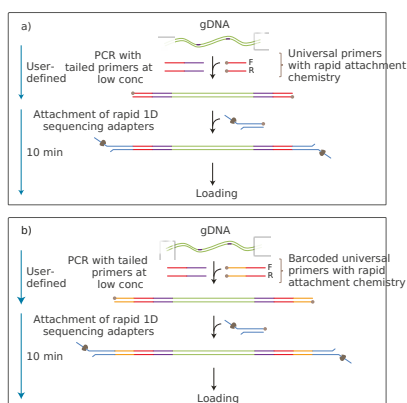 a)
gDNA
PCR with
tailed primers at
low conc
F
R
Universal primers
with rapid attachment
chemistry
User-
defined
Attachment of rapid 1D
sequencing adapters
10 min
Loading
b)
gDNA
PCR with tailed
primers at
low conc
F
R
Barcoded universal
primers with rapid
attachment chemistry
User-
defined
Attachment of rapid 1D
sequencing adapters
10 min
Loading